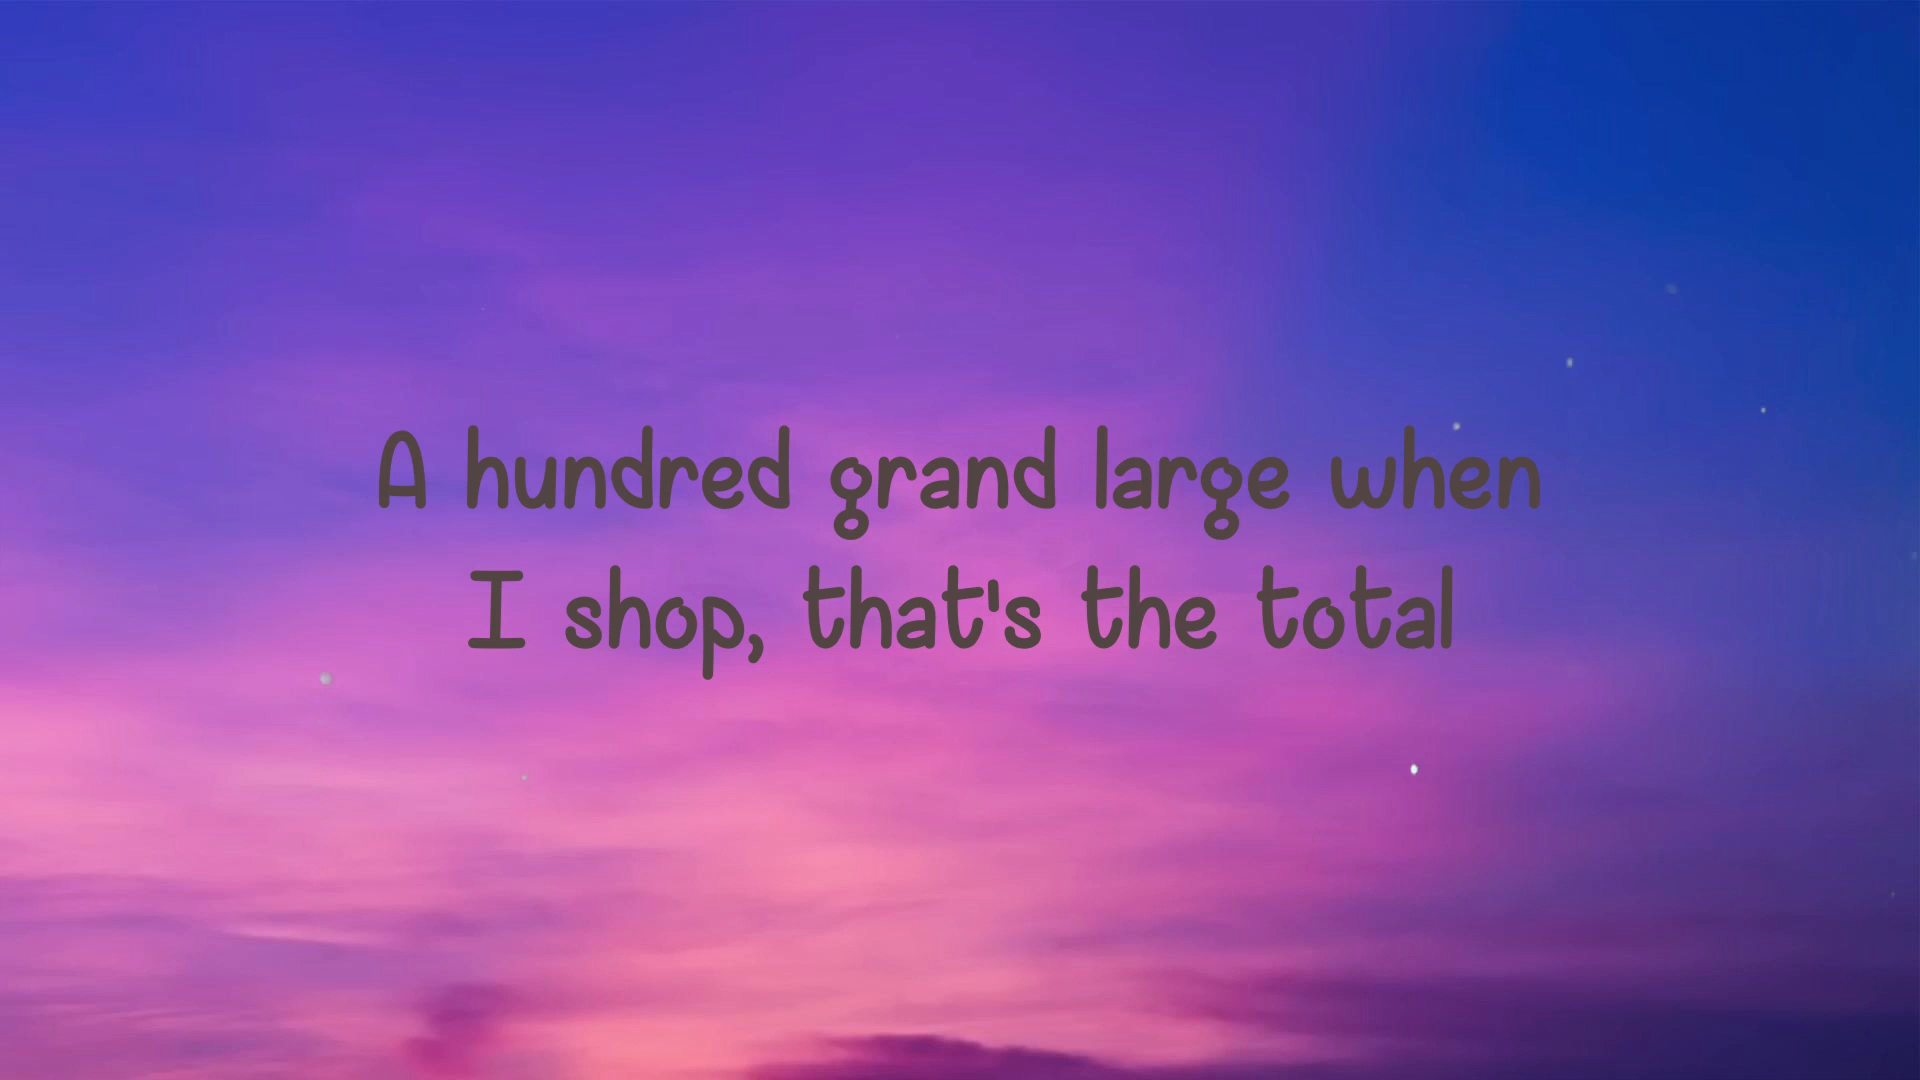 A hundred grand large when
I shop, that's the total